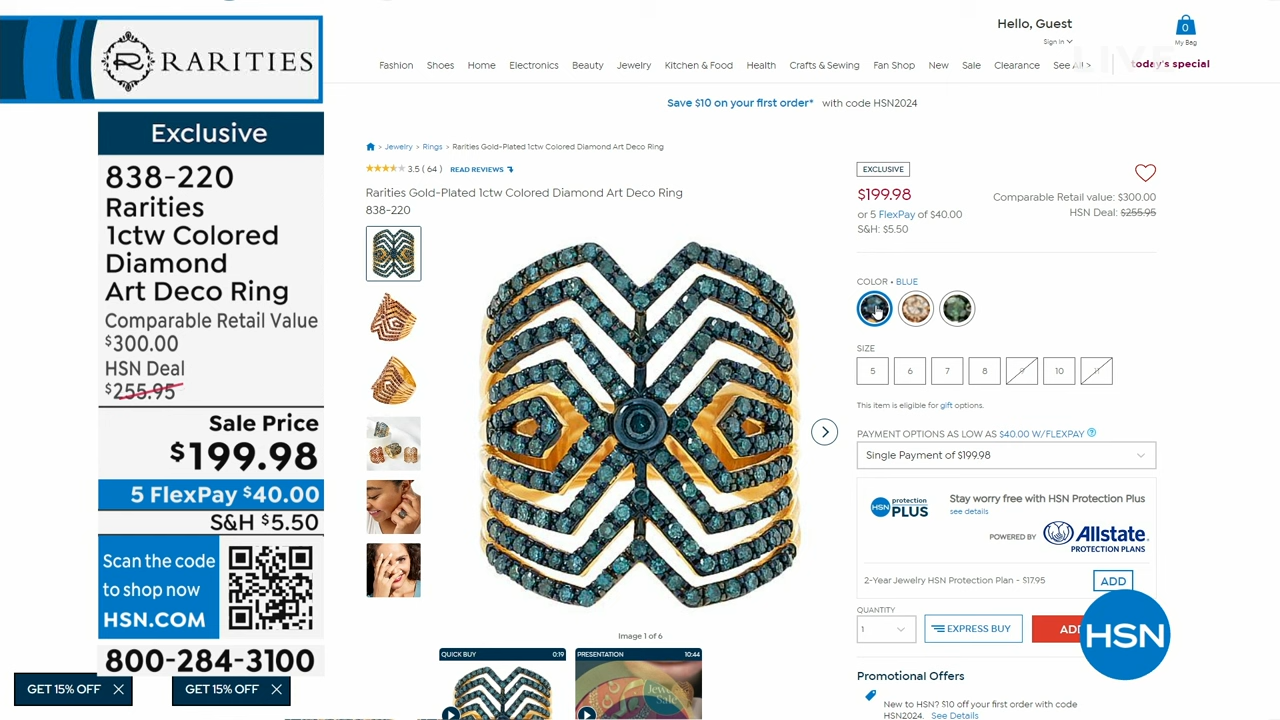 RARITIES
Exclusive
838-220
Rarities
1ctw Colored
Diamond
Art Deco Ring
Comparable Retail Value
$300.00
HSN Deal
$255.95
Sale Price
$199.98
5 FlexPay $40.00
S&H $5.50
Scan the code
to shop now
HSN.COM
800-284-3100
GET 15% OFF
GET 15% OFF
Hello, Guest
Sign in
0
My Bag
LIVE
Fashion Shoes Home Electronics Beauty Jewelry Kitchen & Food Health Crafts & Sewing Fan Shop New Sale Clearance See All > today's special
Save $10 on your first order* with code HSN2024
> Jewelry > Rings > Rarities Gold-Plated 1ctw Colored Diamond Art Deco Ring
3.5 ( 64 ) READ REVIEWS
Rarities Gold-Plated 1ctw Colored Diamond Art Deco Ring
838-220
Image 1 of 6
QUICK BUY 0:19
PRESENTATION 10:44
Jewelry
Sale
EXCLUSIVE
$199.98
Comparable Retail value: $300.00
or 5 FlexPay of $40.00
HSN Deal: $255.95
S&H: $5.50
COLOR • BLUE
SIZE
5 6 7 8 9 10 11
This item is eligible for gift options.
PAYMENT OPTIONS AS LOW AS $40.00 W/FLEXPAY ?
Single Payment of $199.98
HSN protection PLUS
Stay worry free with HSN Protection Plus
see details
POWERED BY Allstate
PROTECTION PLANS
2-Year Jewelry HSN Protection Plan - $17.95 ADD
QUANTITY
1
EXPRESS BUY
HSN
Promotional Offers
New to HSN? $10 off your first order with code
HSN2024. See Details